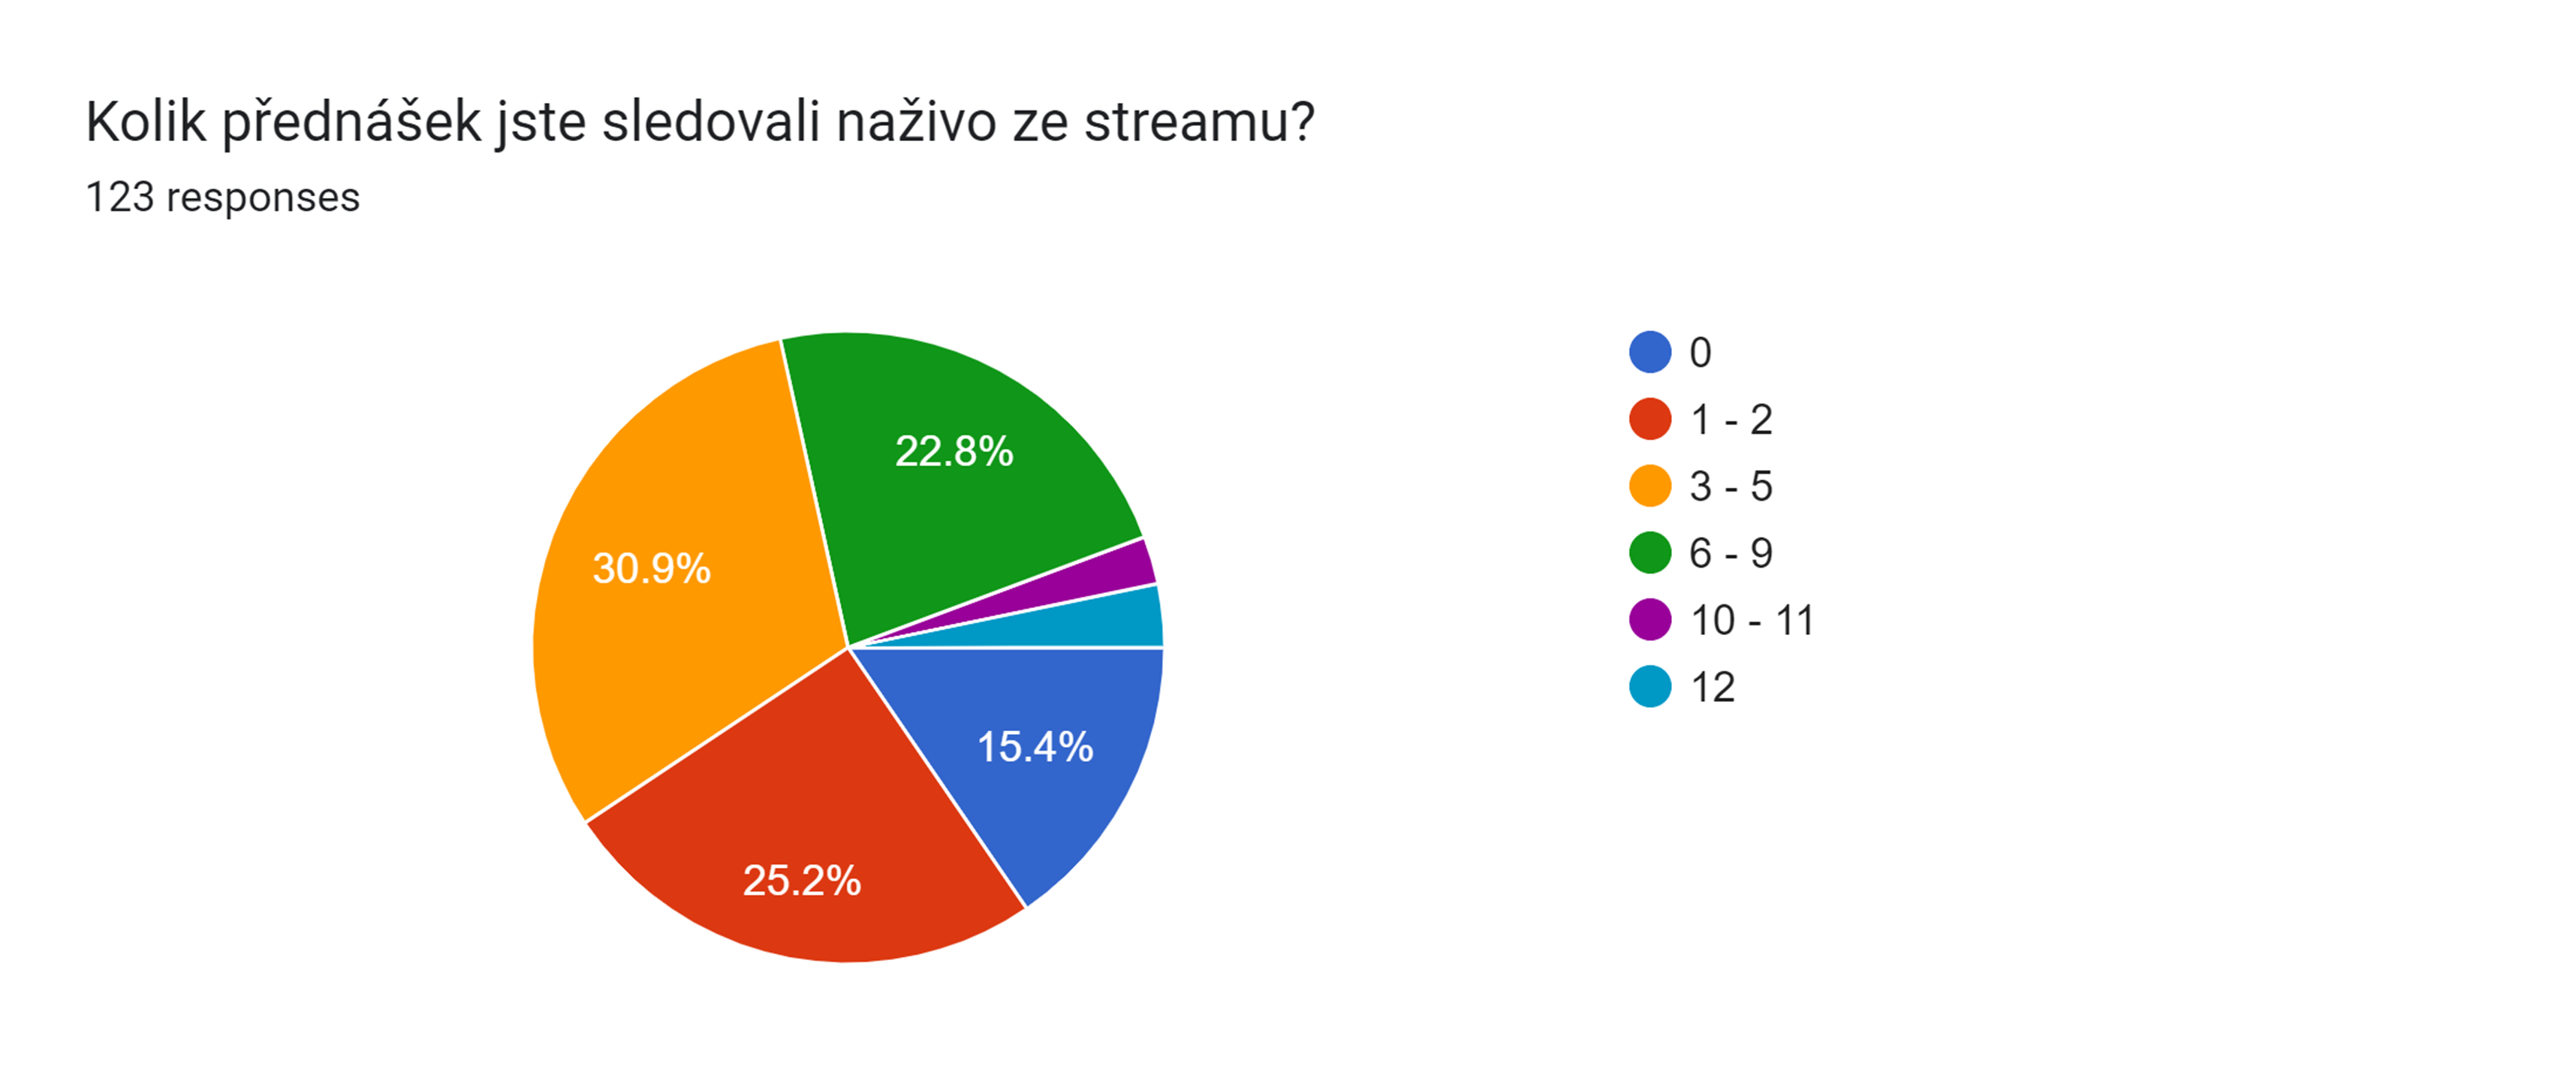 Kolik přednášek jste sledovali naživo ze streamu?
123 responses
22.8%
30.9%
15.4%
25.2%
0
1 - 2
3 - 5
6 - 9
10 - 11
12